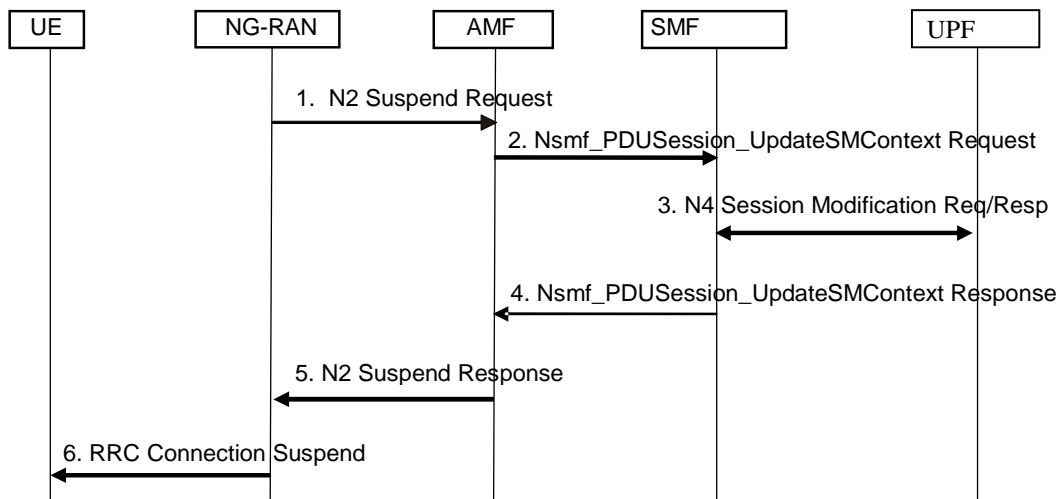 UE
NG-RAN
AMF
SMF
UPF
1. N2 Suspend Request
2. Nsmf_PDUSession_UpdateSMContext Request
3. N4 Session Modification Req/Resp
4. Nsmf_PDUSession_UpdateSMContext Response
5. N2 Suspend Response
6. RRC Connection Suspend